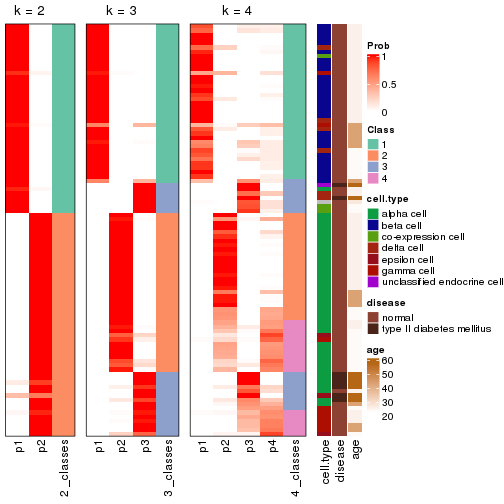 k = 2
k = 3
k = 4
p1
p2
2_classes
p1
p2
p3
3_classes
p1
p2
p3
p4
4_classes
cell.type
disease
age
Prob
1
0.5
0
Class
1
2
3
4
cell.type
alpha cell
beta cell
co-expression cell
delta cell
epsilon cell
gamma cell
unclassified endocrine cell
disease
normal
type II diabetes mellitus
age
60
50
40
30
20